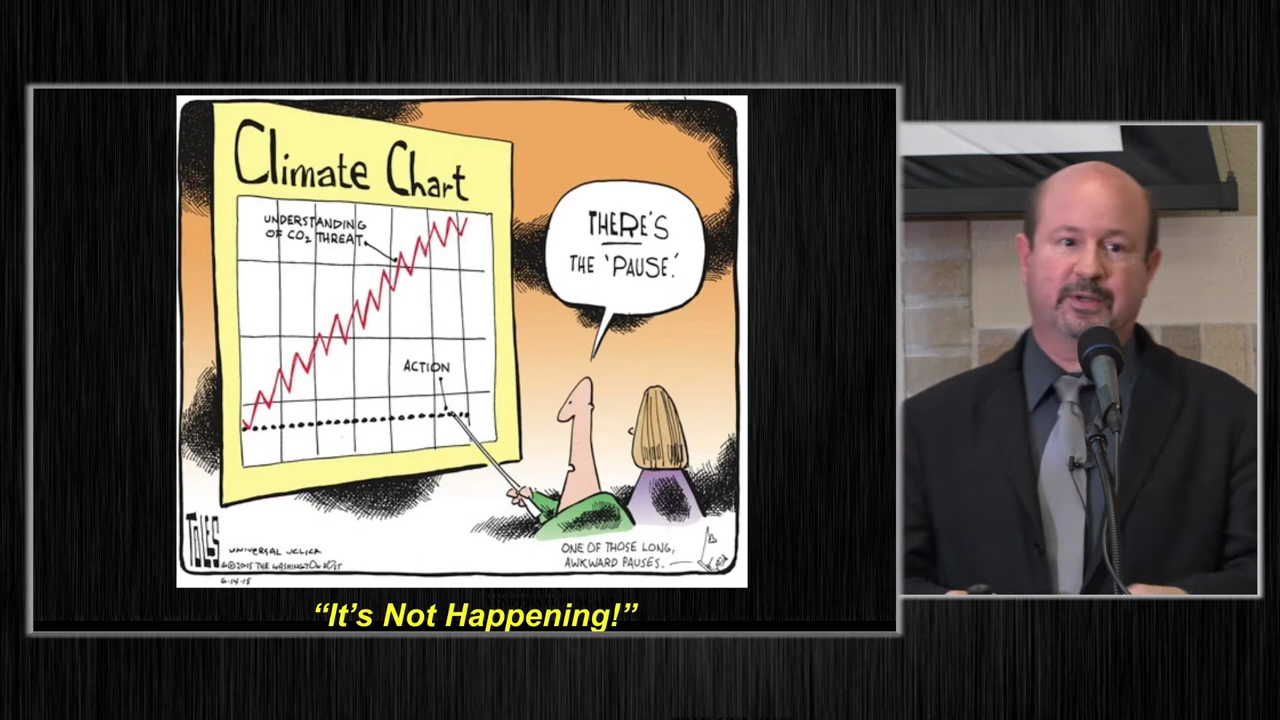 Climate Chart
UNDERSTANDING
OF CO₂ THREAT
ACTION
THERE'S
THE 'PAUSE.'
TOLES
UNIVERSAL UCLICK
©2015 THE WASHINGTON POST
6-14-15
ONE OF THOSE LONG,
AWKWARD PAUSES. —
“It’s Not Happening!”